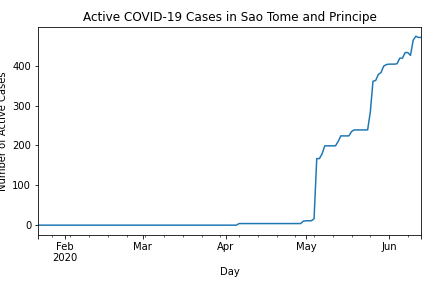 Active COVID-19 Cases in Sao Tome and Principe
Number of Active Cases
400
300
200
100
0
Feb
2020
Mar
Apr
May
Jun
Day